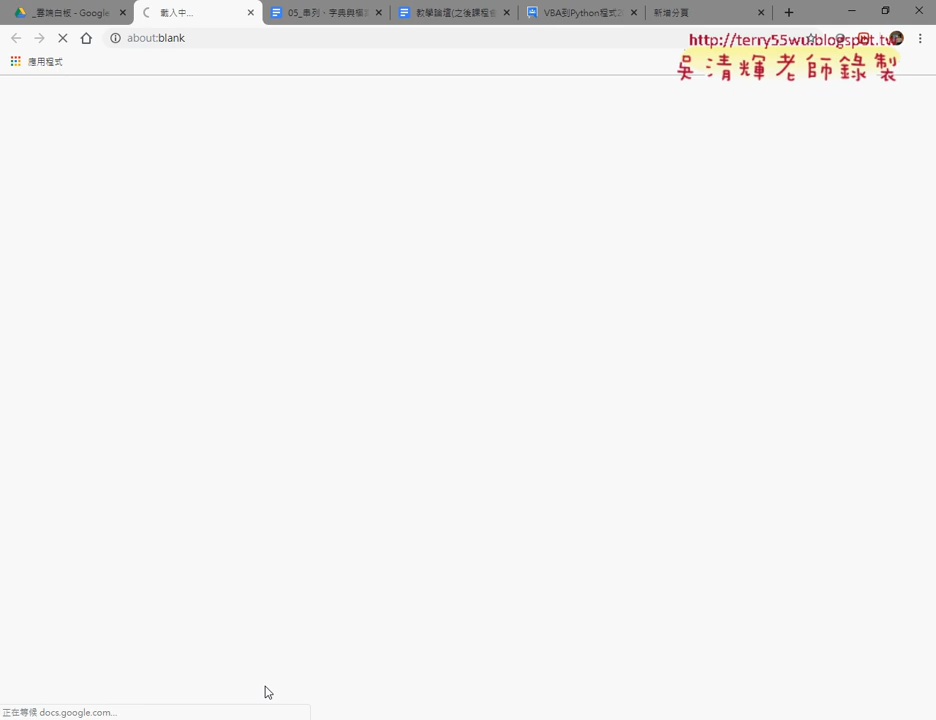 _雲端白板 - Google
載入中...
05_串列、字典與
教學論壇(之後課程會
VBA到Python程式20
新增分頁
about:blank
http://terry55wu.blogspot.tw
應用程式
吳清輝老師錄製
正在等候 docs.google.com...